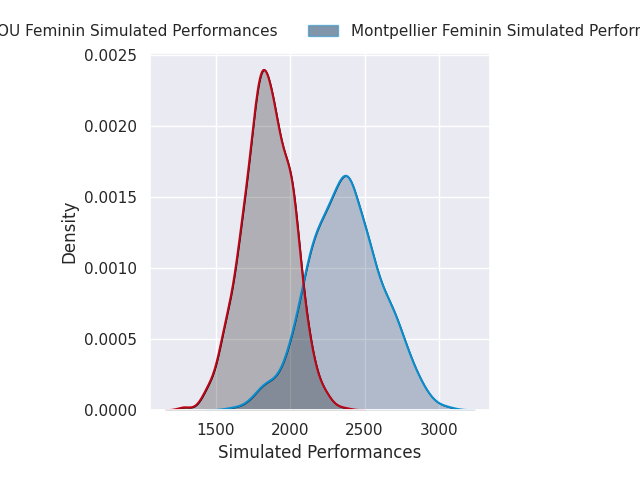 OU Feminin Simulated Performances
Montpellier Feminin Simulated Perfor
0.0025
0.0020
0.0015
0.0010
0.0005
0.0000
Density
1500 2000 2500 3000
Simulated Performances